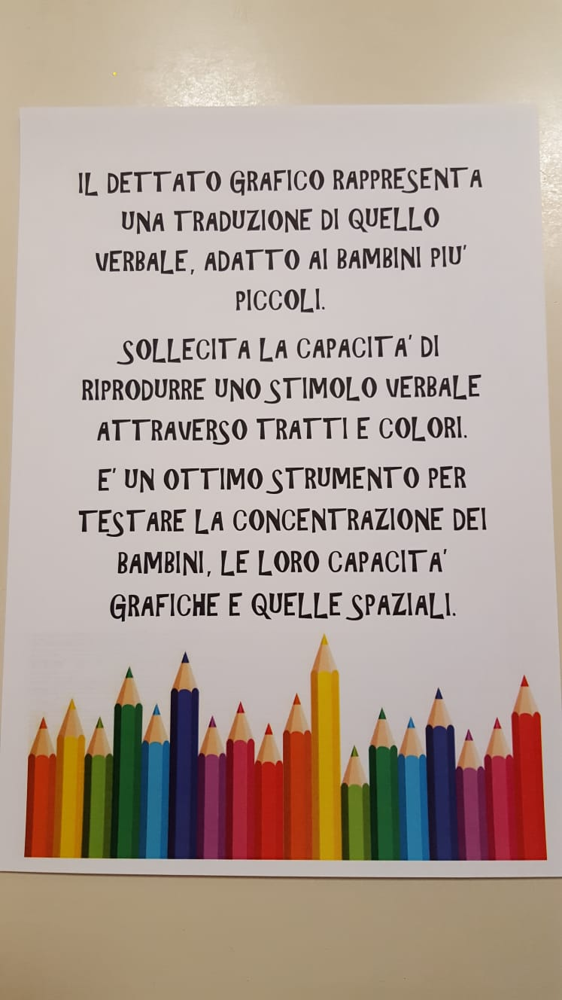 IL DETTATO GRAFICO RAPPRESENTA
UNA TRADUZIONE DI QUELLO
VERBALE, ADATTO AI BAMBINI PIU'
PICCOLI.
SOLLECITA LA CAPACITA' DI
RIPRODURRE UNO STIMOLO VERBALE
ATTRAVERSO TRATTI E COLORI.
E' UN OTTIMO STRUMENTO PER
TESTARE LA CONCENTRAZIONE DEI
BAMBINI, LE LORO CAPACITA'
GRAFICHE E QUELLE SPAZIALI.